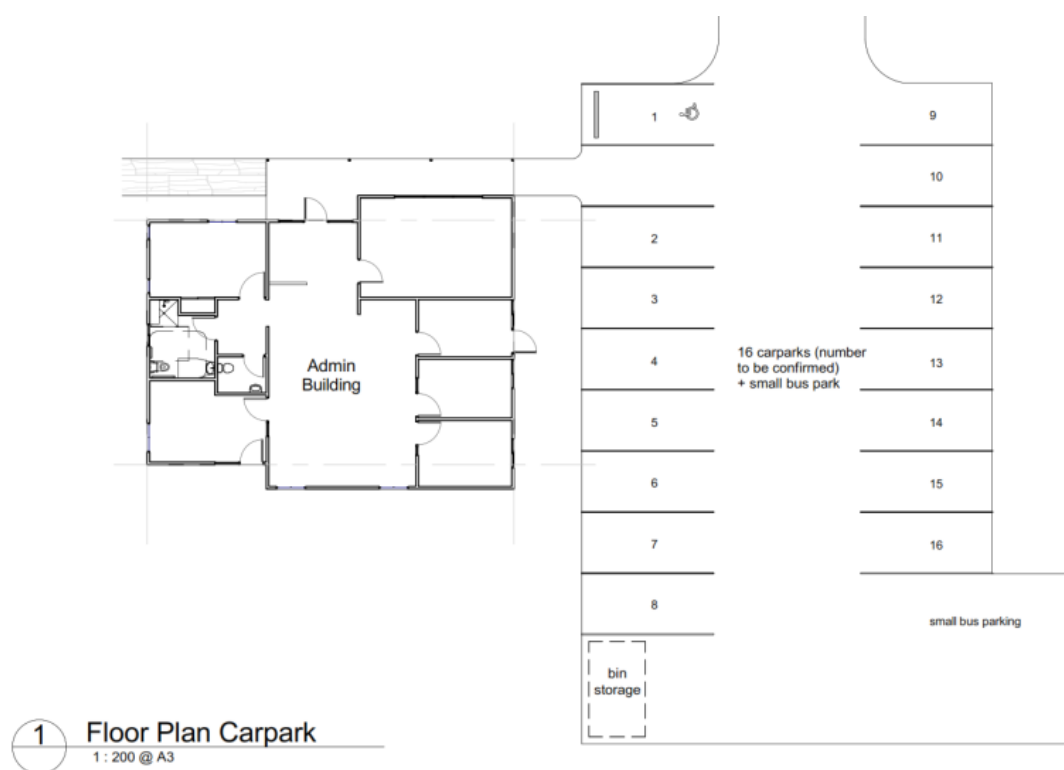 1
9
10
2
11
3
12
Admin
Building
4
16 carparks (number
to be confirmed)
+ small bus park
13
5
14
6
15
7
16
8
small bus parking
bin
storage
1
Floor Plan Carpark
1 : 200 @ A3